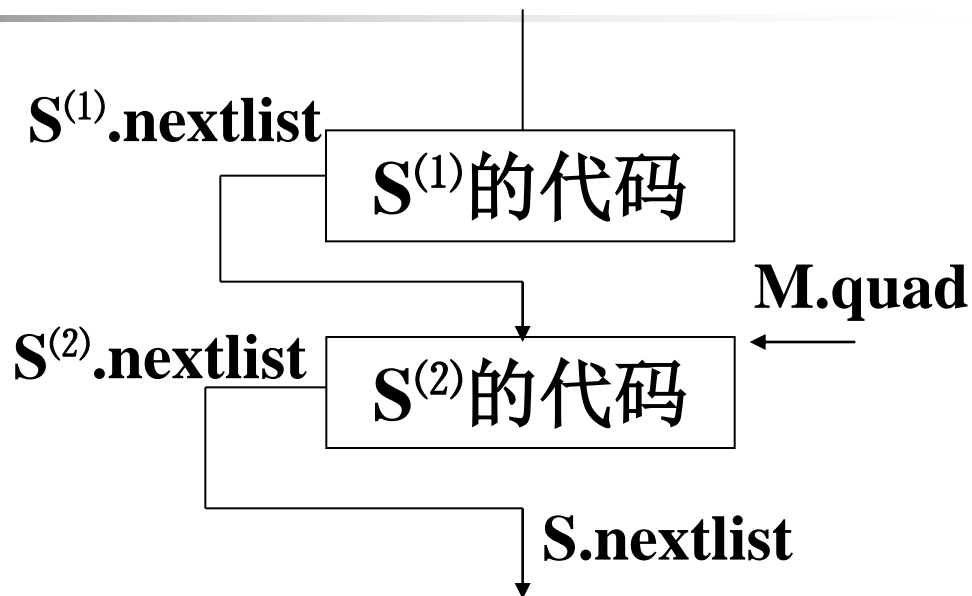 S⁽¹⁾.nextlist
S⁽¹⁾的代码
M.quad
S⁽²⁾.nextlist
S⁽²⁾的代码
S.nextlist